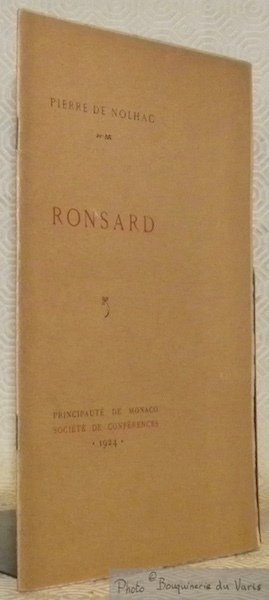 PIERRE DE NOLHAC
RONSARD
PRINCIPAUTÉ DE MONACO
SOCIÉTÉ DE CONFÉRENCES
· 1924 ·
Photo © Bouquinerie du Varis